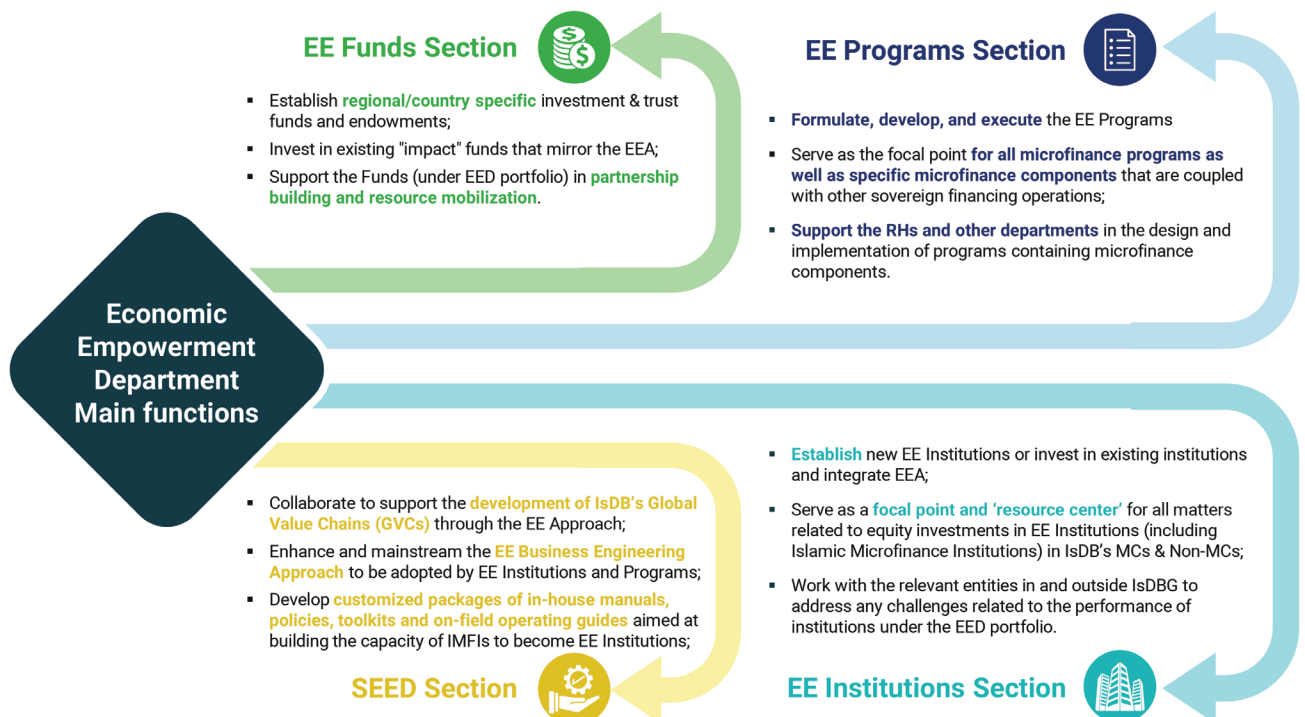 Economic
Empowerment
Department
Main functions
EE Funds Section
▪ Establish regional/country specific investment & trust
funds and endowments;
▪ Invest in existing "impact" funds that mirror the EEA;
▪ Support the Funds (under EED portfolio) in partnership
building and resource mobilization.
EE Programs Section
▪ Formulate, develop, and execute the EE Programs
▪ Serve as the focal point for all microfinance programs as
well as specific microfinance components that are coupled
with other sovereign financing operations;
▪ Support the RHs and other departments in the design and
implementation of programs containing microfinance
components.
▪ Collaborate to support the development of IsDB's Global
Value Chains (GVCs) through the EE Approach;
▪ Enhance and mainstream the EE Business Engineering
Approach to be adopted by EE Institutions and Programs;
▪ Develop customized packages of in-house manuals,
policies, toolkits and on-field operating guides aimed at
building the capacity of IMFIs to become EE Institutions;
SEED Section
▪ Establish new EE Institutions or invest in existing institutions
and integrate EEA;
▪ Serve as a focal point and ‘resource center’ for all matters
related to equity investments in EE Institutions (including
Islamic Microfinance Institutions) in IsDB's MCs & Non-MCs;
▪ Work with the relevant entities in and outside IsDBG to
address any challenges related to the performance of
institutions under the EED portfolio.
EE Institutions Section